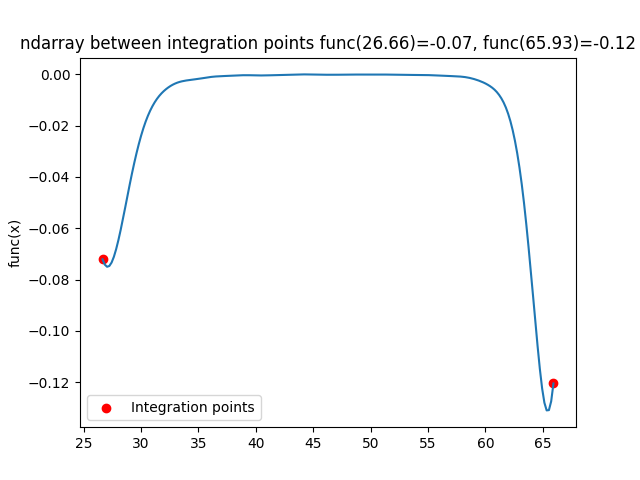 ndarray between integration points func(26.66)=-0.07, func(65.93)=-0.12
0.00
−0.02
−0.04
−0.06
−0.08
−0.10
−0.12
func(x)
Integration points
25 30 35 40 45 50 55 60 65